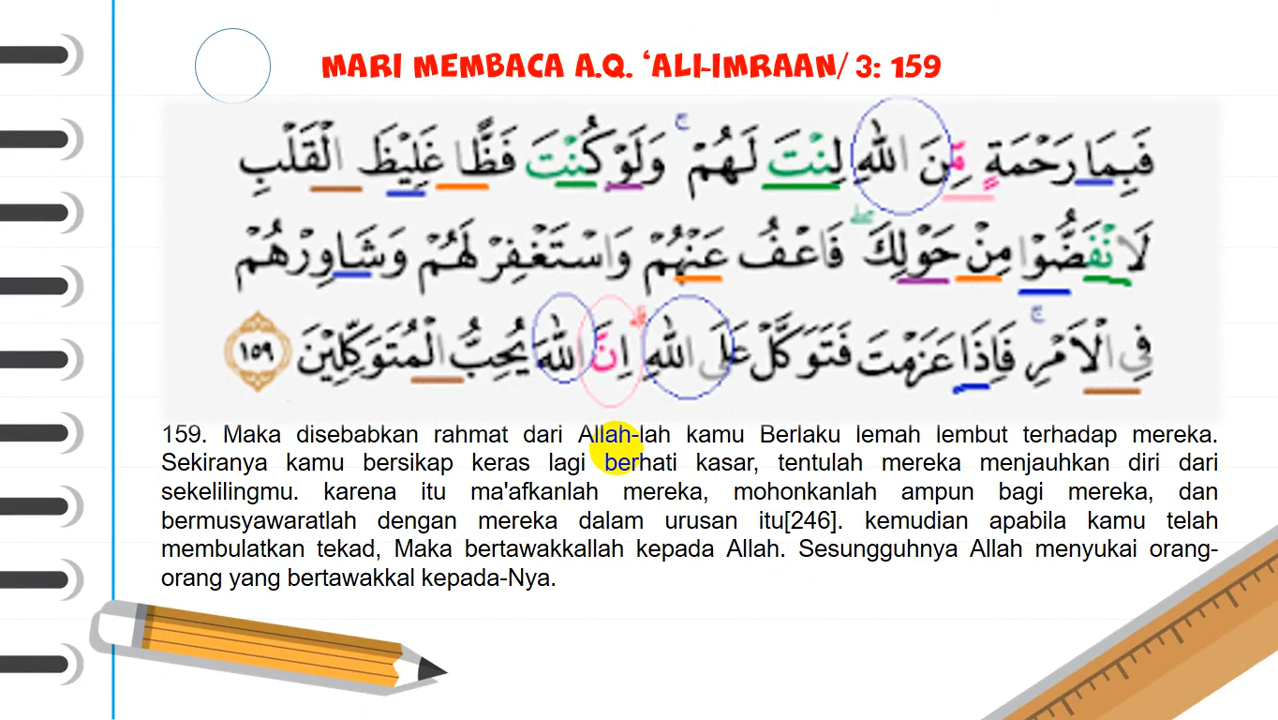 MARI MEMBACA A.Q. ‘ALI-IMRAAN/ 3: 159
فَبِمَا رَحْمَةٍ مِّنَ اللّٰهِ لِنْتَ لَهُمْ ۚ وَلَوْ كُنْتَ فَظًّا غَلِيْظَ الْقَلْبِ
لَا نْفَضُّوْا مِنْ حَوْلِكَ ۖ فَاعْفُ عَنْهُمْ وَاسْتَغْفِرْ لَهُمْ وَشَاوِرْهُمْ
فِى الْاَمْرِ ۚ فَاِذَا عَزَمْتَ فَتَوَكَّلْ عَلَى اللّٰهِ ۗ اِنَّ اللّٰهَ يُحِبُّ الْمُتَوَكِّلِيْنَ ١٥٩
159. Maka disebabkan rahmat dari Allah-lah kamu Berlaku lemah lembut terhadap mereka.
Sekiranya kamu bersikap keras lagi berhati kasar, tentulah mereka menjauhkan diri dari
sekelilingmu. karena itu ma'afkanlah mereka, mohonkanlah ampun bagi mereka, dan
bermusyawaratlah dengan mereka dalam urusan itu[246]. kemudian apabila kamu telah
membulatkan tekad, Maka bertawakkallah kepada Allah. Sesungguhnya Allah menyukai orang-
orang yang bertawakkal kepada-Nya.